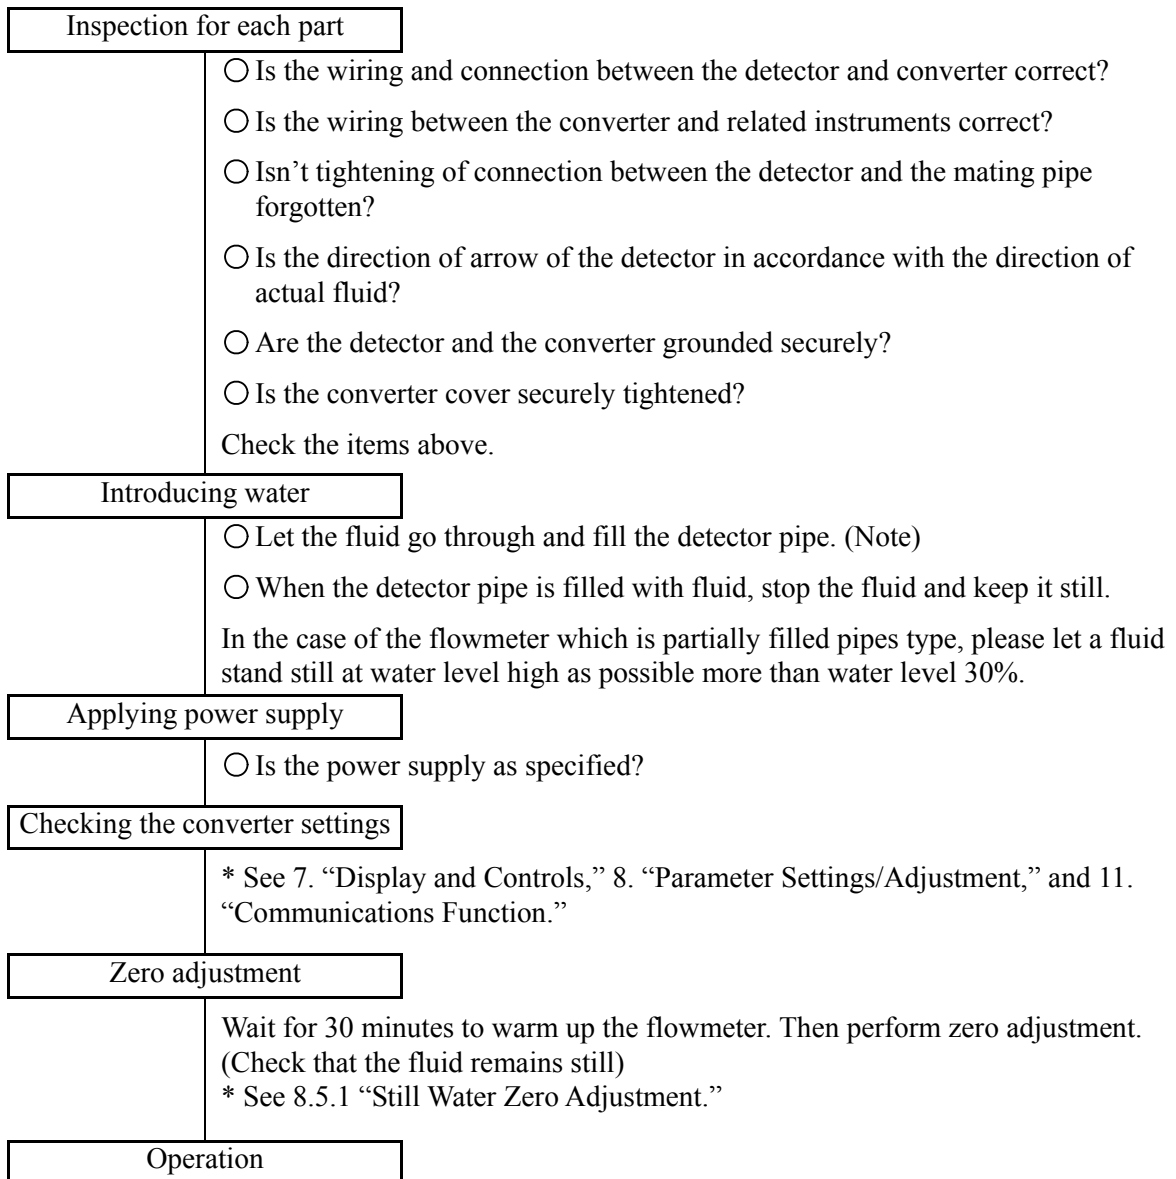 Inspection for each part
○ Is the wiring and connection between the detector and converter correct?
○ Is the wiring between the converter and related instruments correct?
○ Isn’t tightening of connection between the detector and the mating pipe
forgotten?
○ Is the direction of arrow of the detector in accordance with the direction of
actual fluid?
○ Are the detector and the converter grounded securely?
○ Is the converter cover securely tightened?
Check the items above.
Introducing water
○ Let the fluid go through and fill the detector pipe. (Note)
○ When the detector pipe is filled with fluid, stop the fluid and keep it still.
In the case of the flowmeter which is partially filled pipes type, please let a fluid
stand still at water level high as possible more than water level 30%.
Applying power supply
○ Is the power supply as specified?
Checking the converter settings
* See 7. “Display and Controls,” 8. “Parameter Settings/Adjustment,” and 11.
“Communications Function.”
Zero adjustment
Wait for 30 minutes to warm up the flowmeter. Then perform zero adjustment.
(Check that the fluid remains still)
* See 8.5.1 “Still Water Zero Adjustment.”
Operation